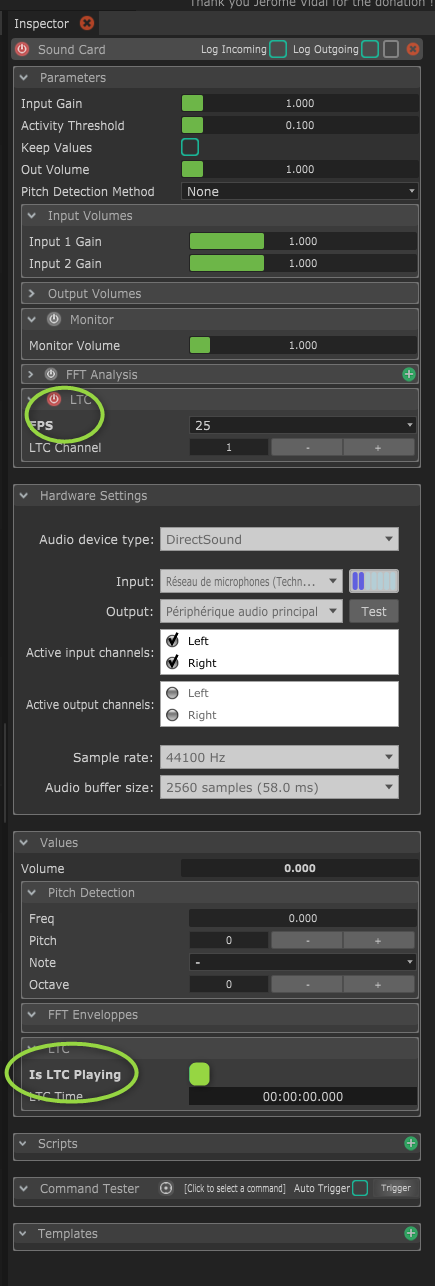 Thank you Jerome Vidal for the donation !
Inspector
Sound Card Log Incoming Log Outgoing
Parameters
Input Gain 1.000
Activity Threshold 0.100
Keep Values
Out Volume 1.000
Pitch Detection Method None
Input Volumes
Input 1 Gain 1.000
Input 2 Gain 1.000
Output Volumes
Monitor
Monitor Volume 1.000
FFT Analysis
LTC
FPS 25
LTC Channel 1 - +
Hardware Settings
Audio device type: DirectSound
Input: Réseau de microphones (Techn...
Output: Périphérique audio principal Test
Active input channels: Left
Right
Active output channels: Left
Right
Sample rate: 44100 Hz
Audio buffer size: 2560 samples (58.0 ms)
Values
Volume 0.000
Pitch Detection
Freq 0.000
Pitch 0 - +
Note -
Octave 0 - +
FFT Enveloppes
LTC
Is LTC Playing
LTC Time 00:00:00.000
Scripts
Command Tester [Click to select a command] Auto Trigger Trigger
Templates